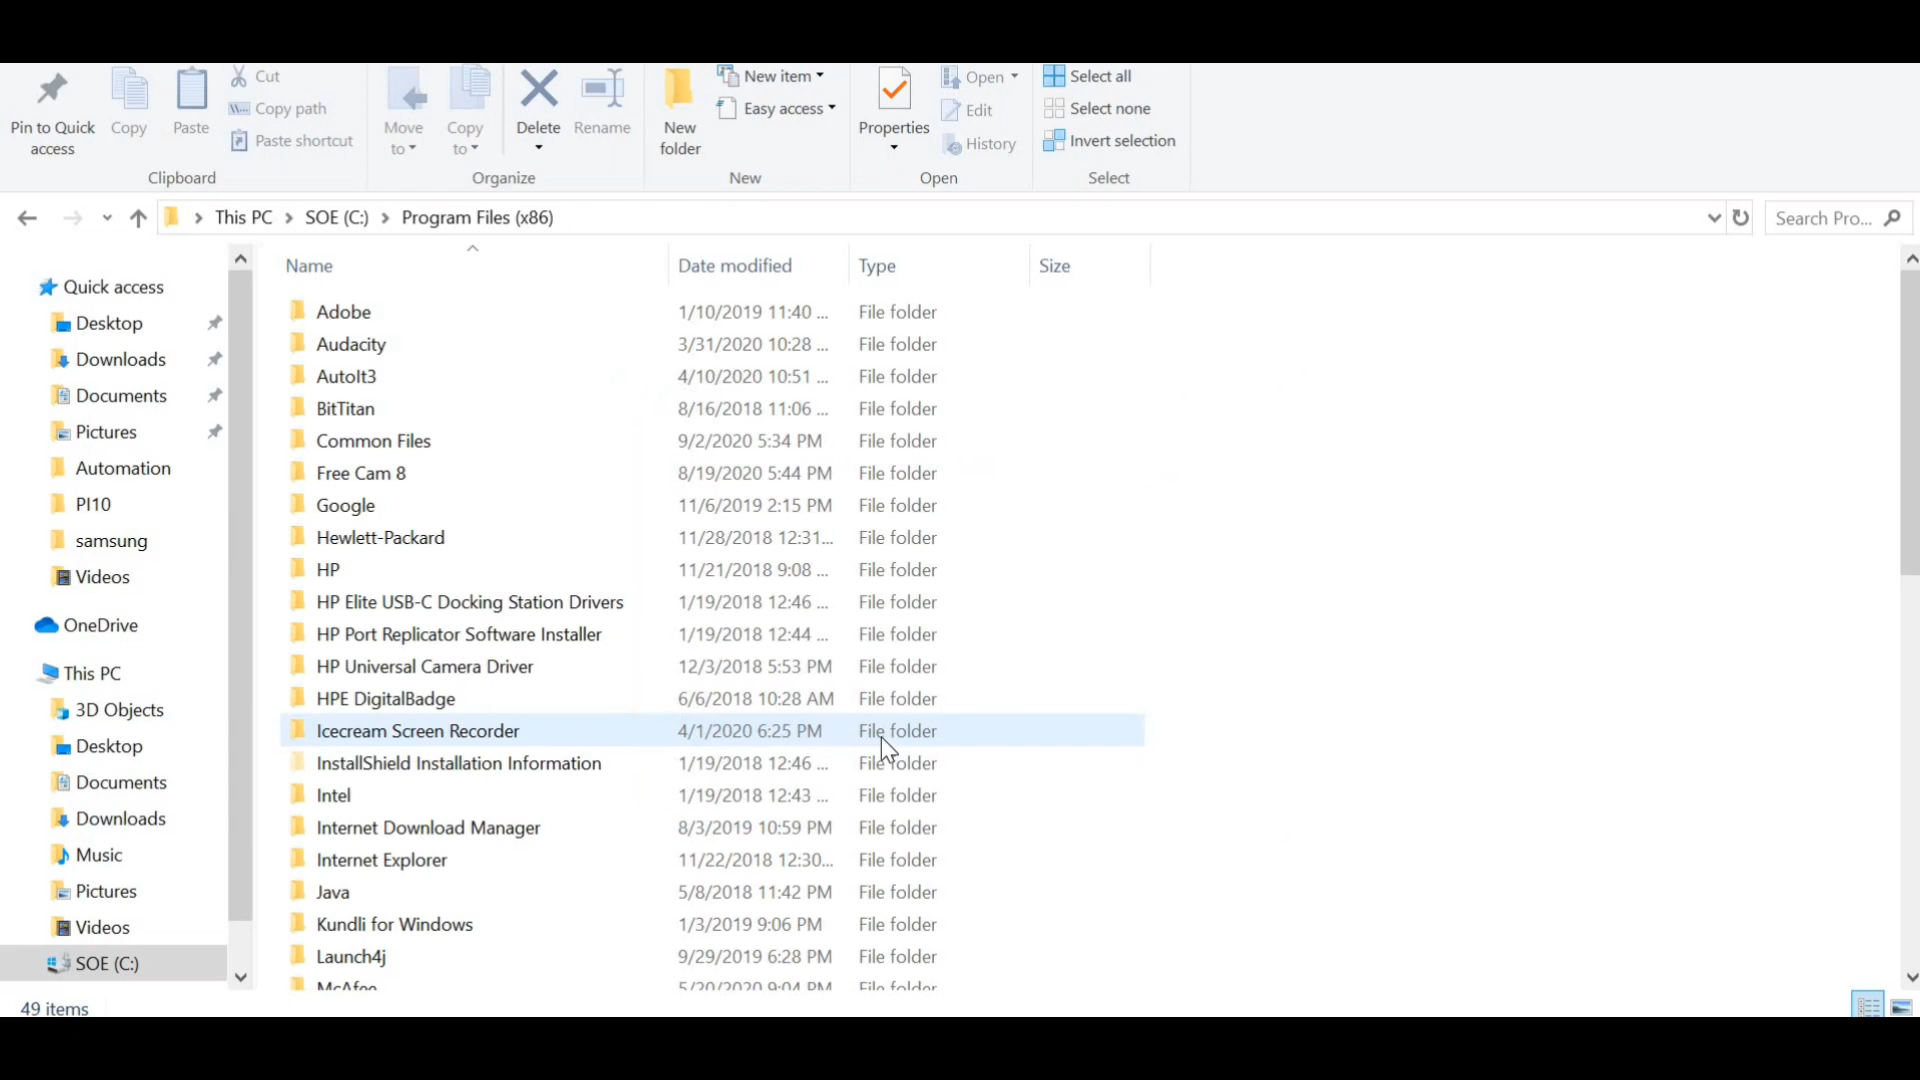 Pin to Quick access
Copy
Paste
Cut
Copy path
Paste shortcut
Clipboard
Move to
Copy to
Delete
Rename
Organize
New folder
New item
Easy access
New
Properties
Open
Edit
History
Open
Select all
Select none
Invert selection
Select
This PC > SOE (C:) > Program Files (x86)
Search Pro...
Quick access
Desktop
Downloads
Documents
Pictures
Automation
PI10
samsung
Videos
OneDrive
This PC
3D Objects
Desktop
Documents
Downloads
Music
Pictures
Videos
SOE (C:)
Name Date modified Type Size
Adobe 1/10/2019 11:40 ... File folder
Audacity 3/31/2020 10:28 ... File folder
AutoIt3 4/10/2020 10:51 ... File folder
BitTitan 8/16/2018 11:06 ... File folder
Common Files 9/2/2020 5:34 PM File folder
Free Cam 8 8/19/2020 5:44 PM File folder
Google 11/6/2019 2:15 PM File folder
Hewlett-Packard 11/28/2018 12:31... File folder
HP 11/21/2018 9:08 ... File folder
HP Elite USB-C Docking Station Drivers 1/19/2018 12:46 ... File folder
HP Port Replicator Software Installer 1/19/2018 12:44 ... File folder
HP Universal Camera Driver 12/3/2018 5:53 PM File folder
HPE DigitalBadge 6/6/2018 10:28 AM File folder
Icecream Screen Recorder 4/1/2020 6:25 PM File folder
InstallShield Installation Information 1/19/2018 12:46 ... File folder
Intel 1/19/2018 12:43 ... File folder
Internet Download Manager 8/3/2019 10:59 PM File folder
Internet Explorer 11/22/2018 12:30... File folder
Java 5/8/2018 11:42 PM File folder
Kundli for Windows 1/3/2019 9:06 PM File folder
Launch4j 9/29/2019 6:28 PM File folder
McAfee 5/20/2020 9:04 PM File folder
49 items